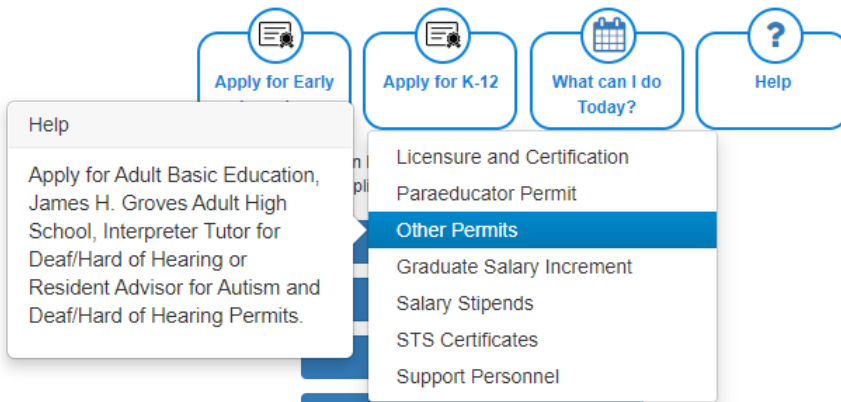 Apply for Early
Apply for K-12
What can I do
Today?
?
Help
Help
Apply for Adult Basic Education,
James H. Groves Adult High
School, Interpreter Tutor for
Deaf/Hard of Hearing or
Resident Advisor for Autism and
Deaf/Hard of Hearing Permits.
Licensure and Certification
Paraeducator Permit
Other Permits
Graduate Salary Increment
Salary Stipends
STS Certificates
Support Personnel